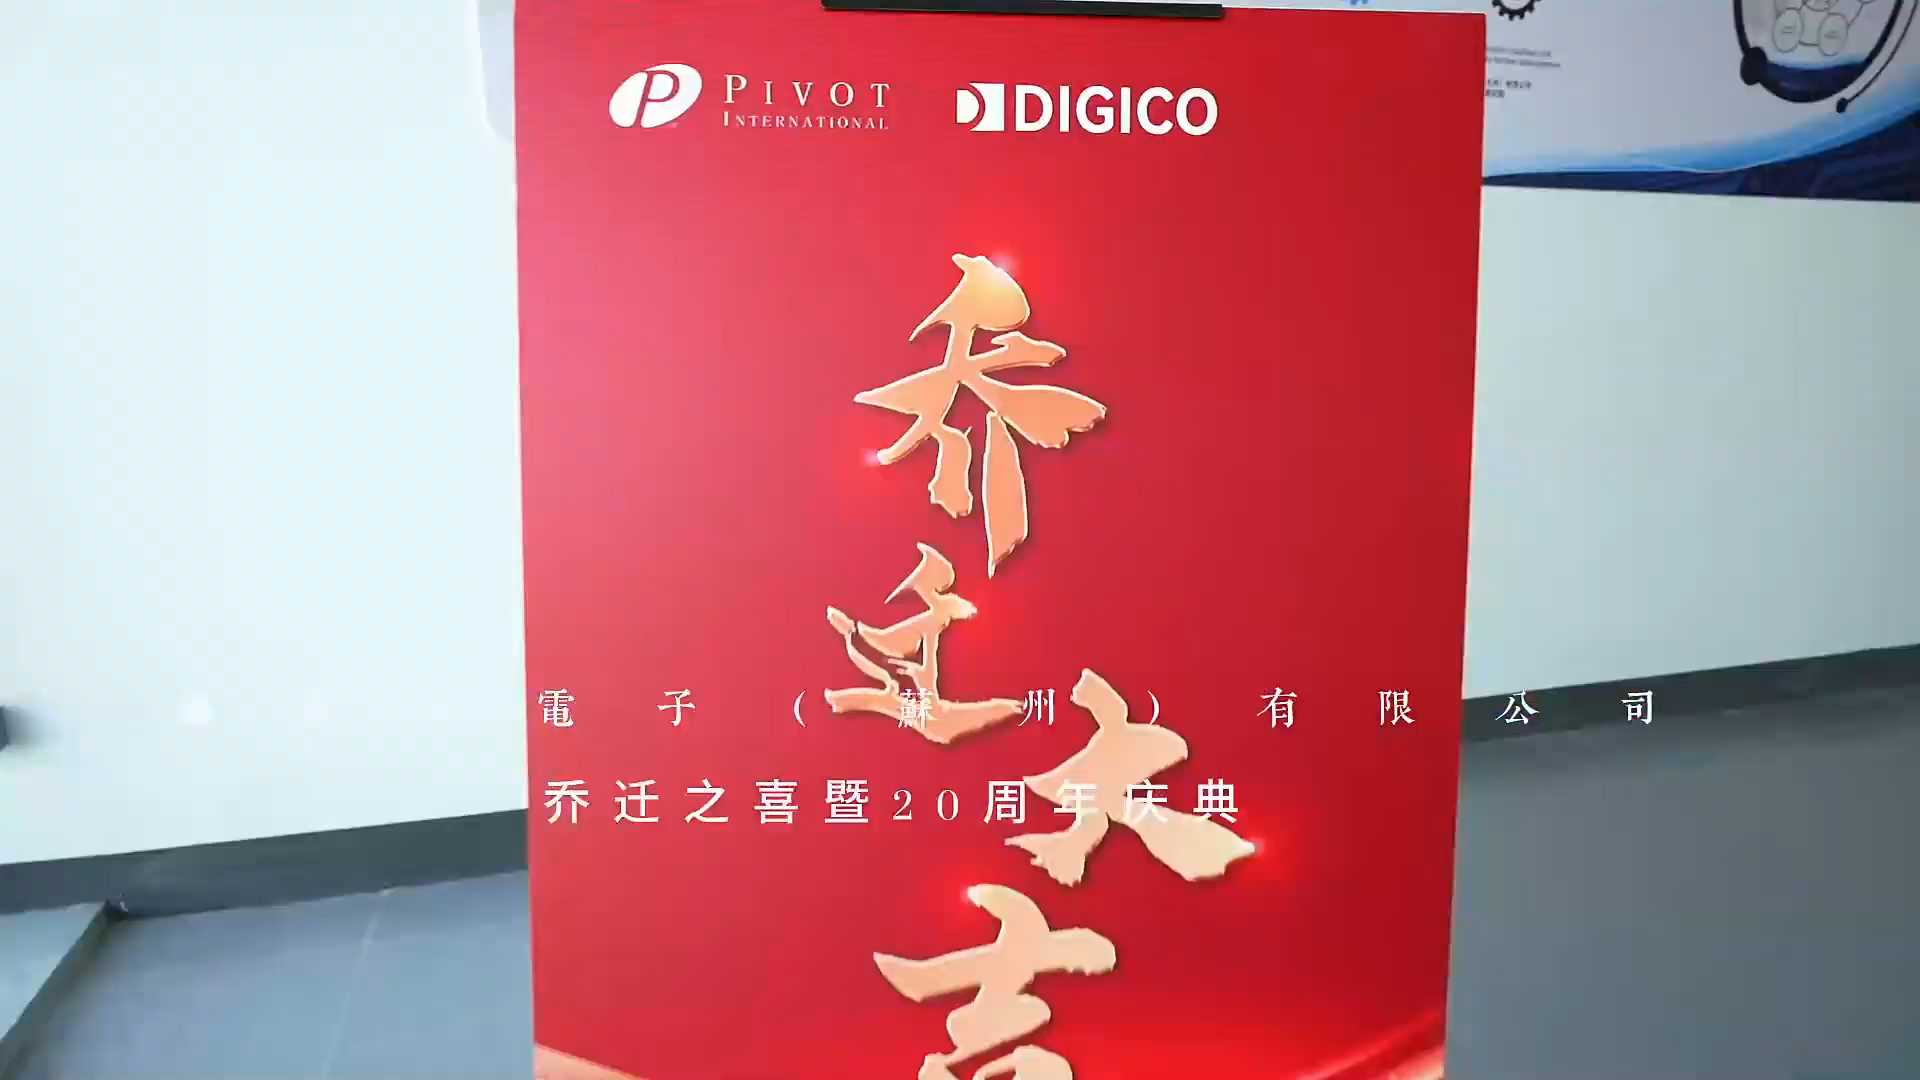 PIVOT
INTERNATIONAL
DIGICO
乔
迁
大
吉
電子(蘇州)有限公司
乔迁之喜暨20周年庆典